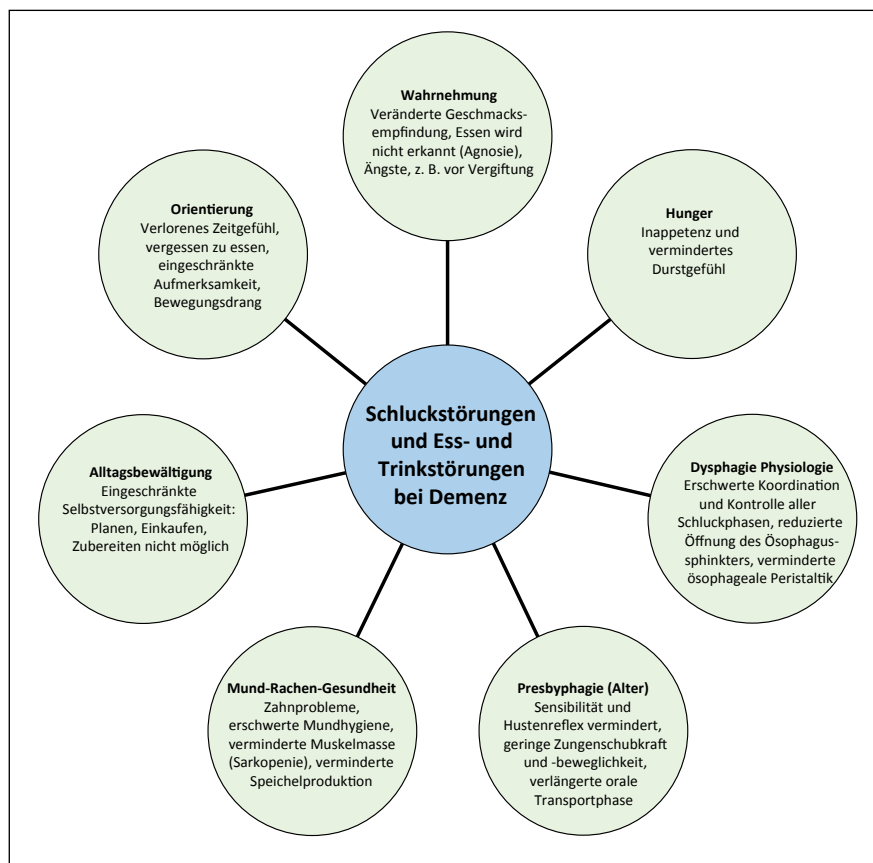 Wahrnehmung
Veränderte Geschmacks-
empfindung, Essen wird
nicht erkannt (Agnosie),
Ängste, z. B. vor Vergiftung
Orientierung
Verlorenes Zeitgefühl,
vergessen zu essen,
eingeschränkte
Aufmerksamkeit,
Bewegungsdrang
Hunger
Inappetenz und
vermindertes
Durstgefühl
Schluckstörungen
und Ess- und
Trinkstörungen
bei Demenz
Alltagsbewältigung
Eingeschränkte
Selbstversorgungsfähigkeit:
Planen, Einkaufen,
Zubereiten nicht möglich
Dysphagie Physiologie
Erschwerte Koordination
und Kontrolle aller
Schluckphasen, reduzierte
Öffnung des Ösophagus-
sphinkters, verminderte
ösophageale Peristaltik
Mund-Rachen-Gesundheit
Zahnprobleme,
erschwerte Mundhygiene,
verminderte Muskelmasse
(Sarkopenie), verminderte
Speichelproduktion
Presbyphagie (Alter)
Sensibilität und
Hustenreflex vermindert,
geringe Zungenschubkraft
und -beweglichkeit,
verlängerte orale
Transportphase